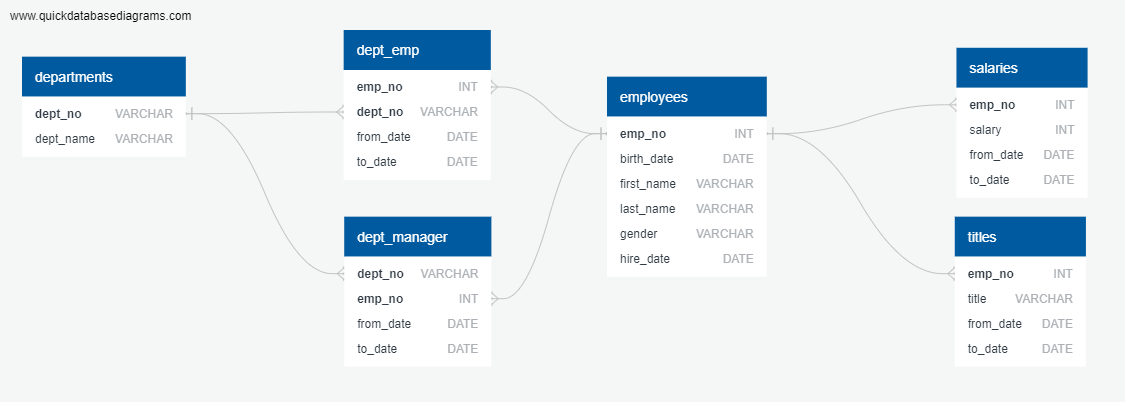 www.quickdatabasediagrams.com
departments
dept_no VARCHAR
dept_name VARCHAR
dept_emp
emp_no INT
dept_no VARCHAR
from_date DATE
to_date DATE
dept_manager
dept_no VARCHAR
emp_no INT
from_date DATE
to_date DATE
employees
emp_no INT
birth_date DATE
first_name VARCHAR
last_name VARCHAR
gender VARCHAR
hire_date DATE
salaries
emp_no INT
salary INT
from_date DATE
to_date DATE
titles
emp_no INT
title VARCHAR
from_date DATE
to_date DATE